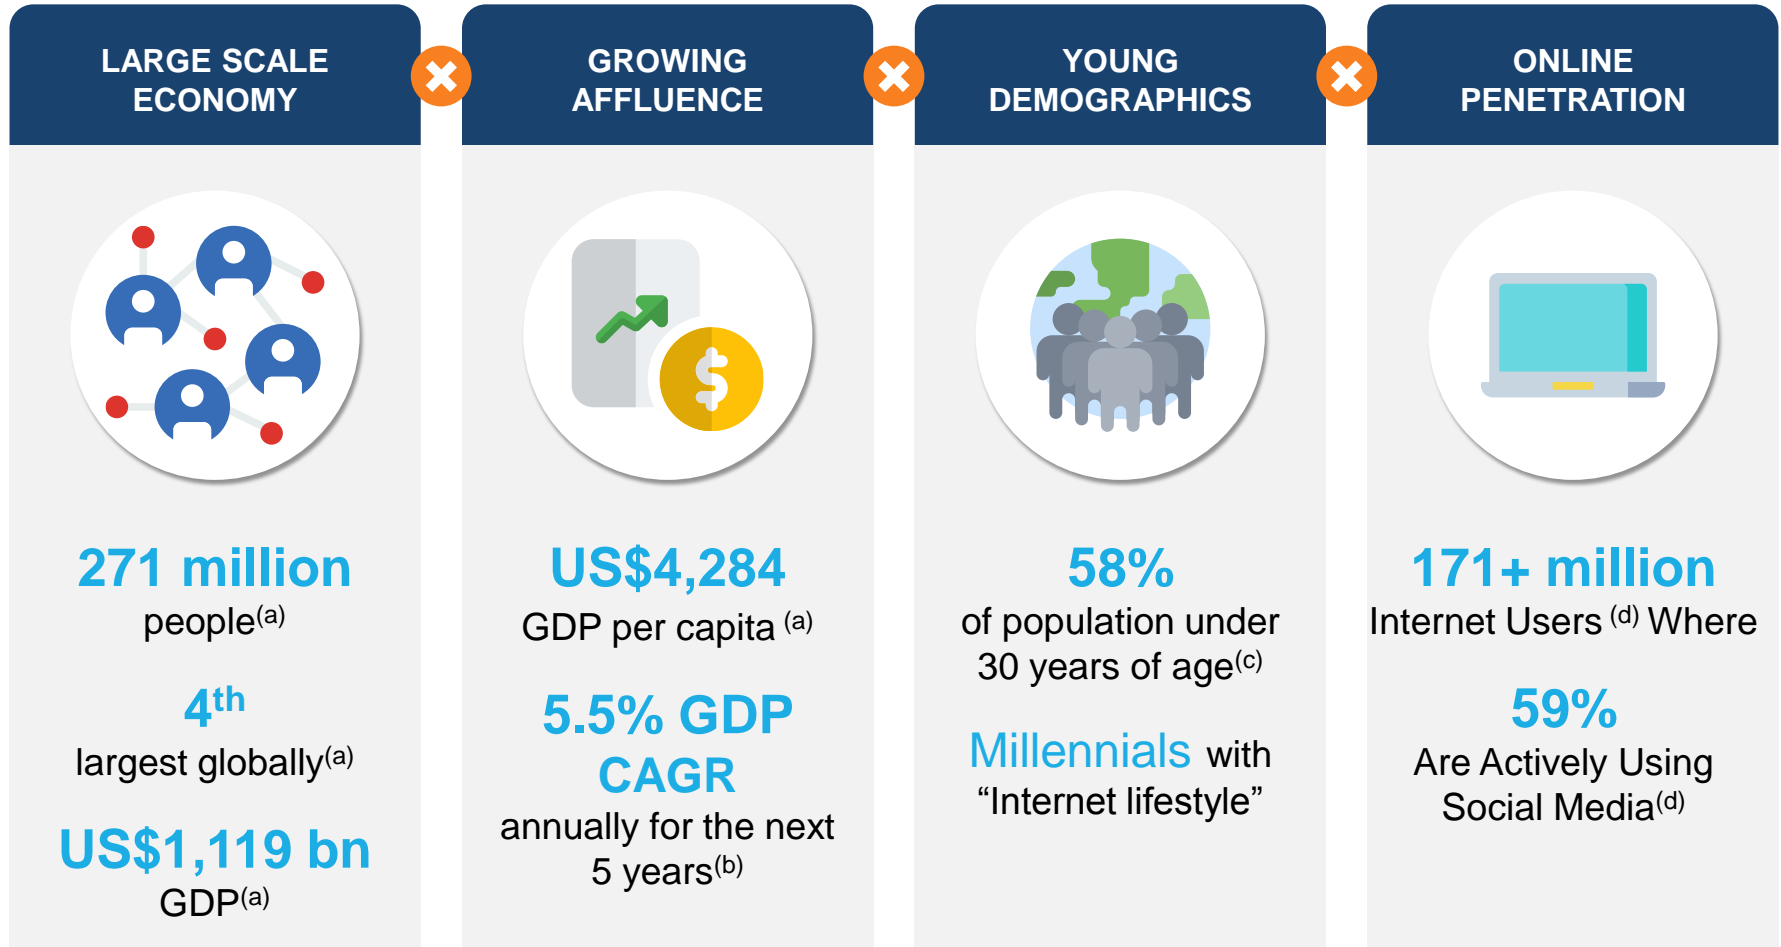 LARGE SCALE
ECONOMY
271 million
people(a)
4th
largest globally(a)
US$1,119 bn
GDP(a)
GROWING
AFFLUENCE
US$4,284
GDP per capita (a)
5.5% GDP
CAGR
annually for the next
5 years(b)
YOUNG
DEMOGRAPHICS
58%
of population under
30 years of age(c)
Millennials with
“Internet lifestyle”
ONLINE
PENETRATION
171+ million
Internet Users (d) Where
59%
Are Actively Using
Social Media(d)